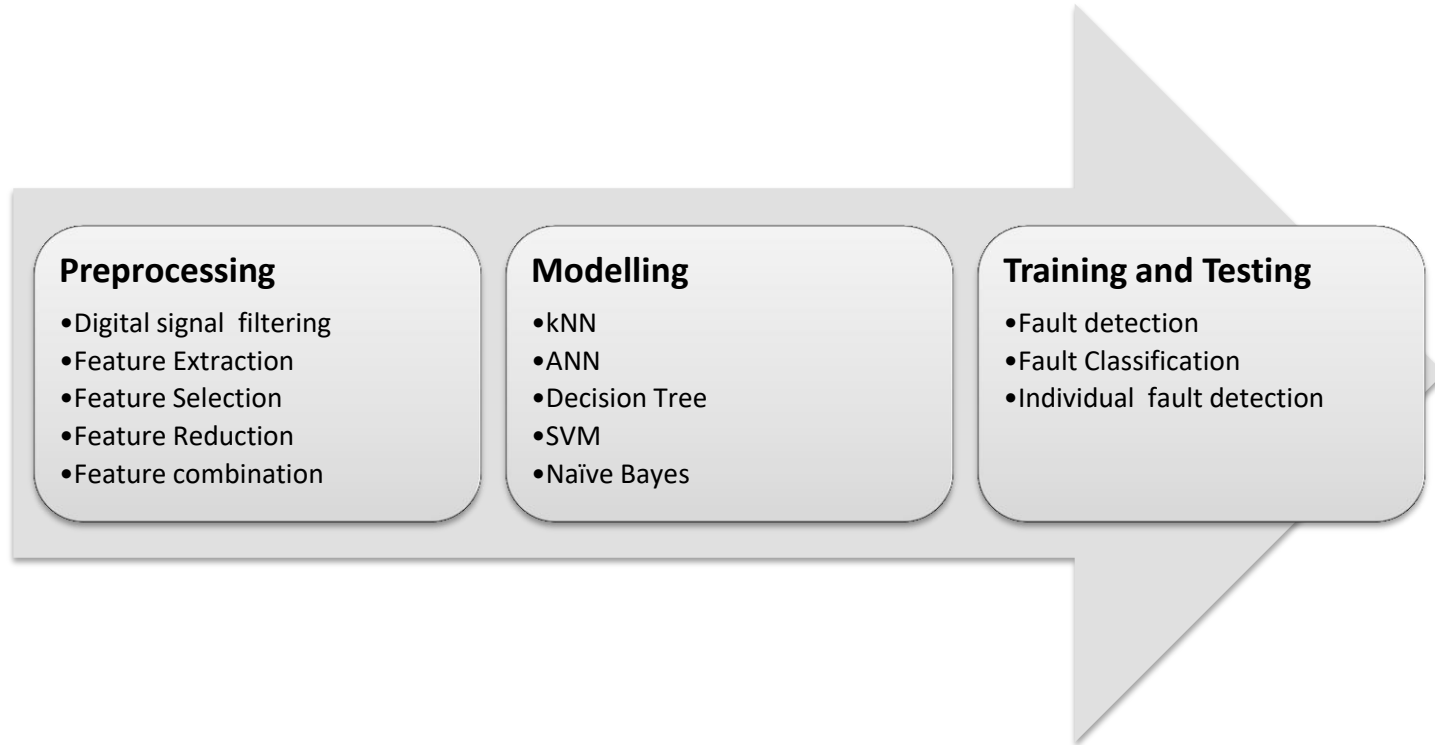 Preprocessing
•Digital signal  filtering
•Feature Extraction
•Feature Selection
•Feature Reduction
•Feature combination
Modelling
•kNN
•ANN
•Decision Tree
•SVM
•Naïve Bayes
Training and Testing
•Fault detection
•Fault Classification
•Individual  fault detection